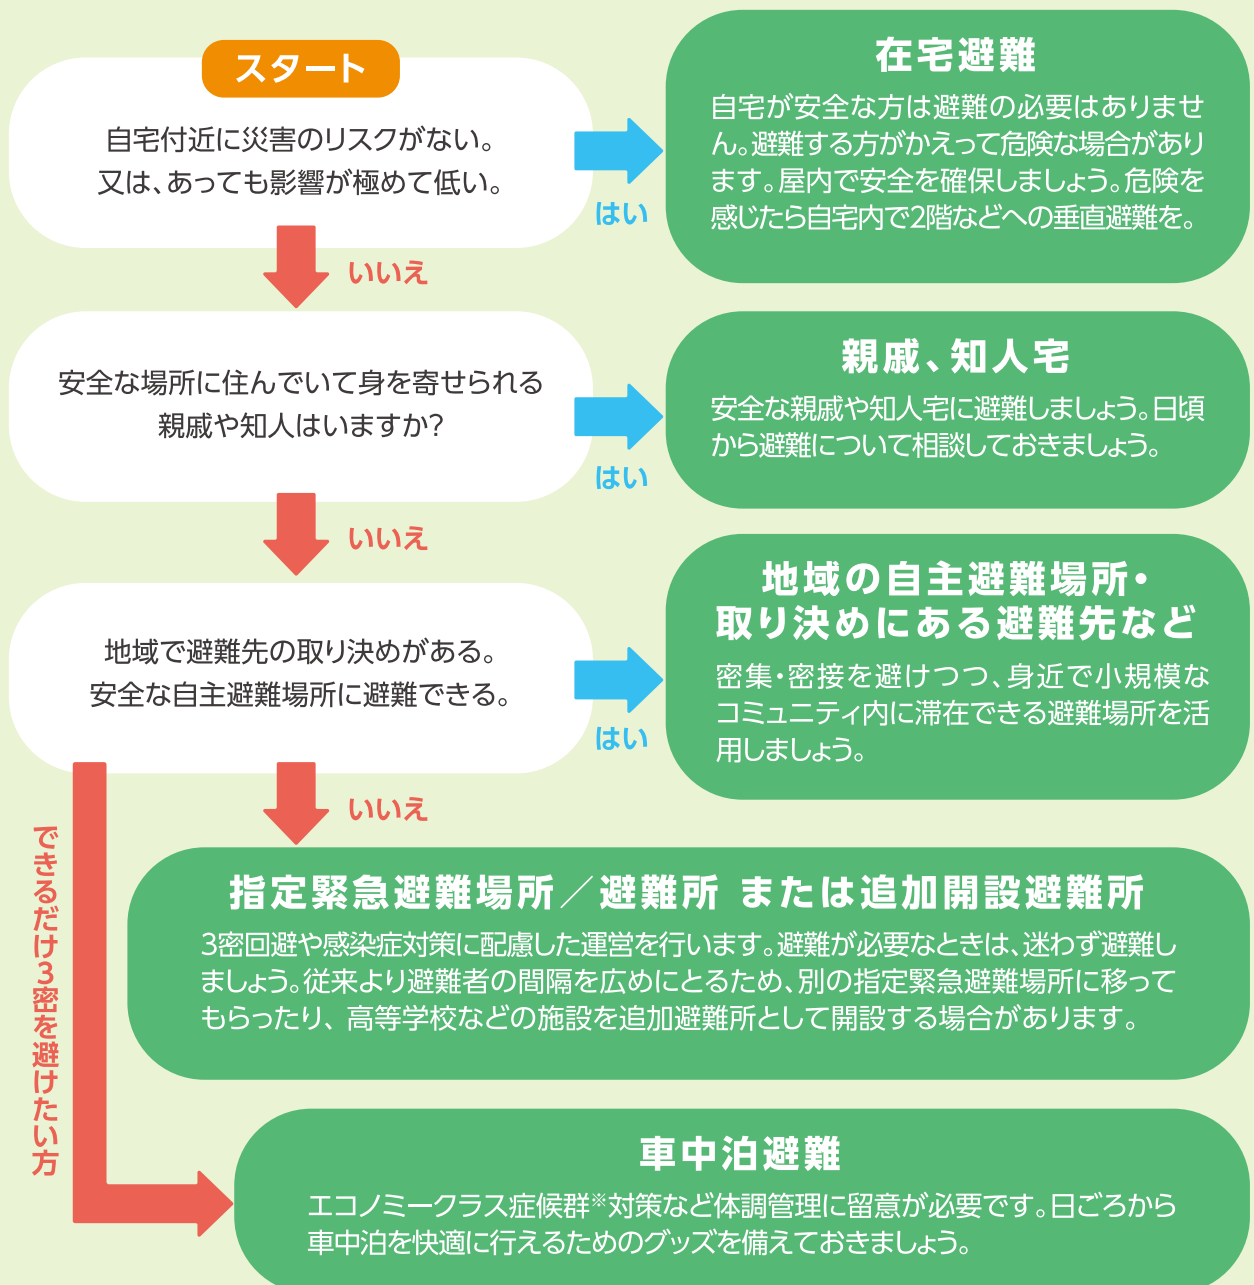 スタート
自宅付近に災害のリスクがない。
又は、あっても影響が極めて低い。
はい
在宅避難
自宅が安全な方は避難の必要はありませ
ん。避難する方がかえって危険な場合があり
ます。屋内で安全を確保しましょう。危険を
感じたら自宅内で2階などへの垂直避難を。
いいえ
安全な場所に住んでいて身を寄せられる
親戚や知人はいますか?
はい
親戚、知人宅
安全な親戚や知人宅に避難しましょう。日頃
から避難について相談しておきましょう。
いいえ
地域で避難先の取り決めがある。
安全な自主避難場所に避難できる。
はい
地域の自主避難場所・
取り決めにある避難先など
密集・密接を避けつつ、身近で小規模な
コミュニティ内に滞在できる避難場所を活
用しましょう。
いいえ
指定緊急避難場所／避難所 または追加開設避難所
3密回避や感染症対策に配慮した運営を行います。避難が必要なときは、迷わず避難し
ましょう。従来より避難者の間隔を広めにとるため、別の指定緊急避難場所に移って
もらったり、高等学校などの施設を追加避難所として開設する場合があります。
できるだけ3密を避けたい方
車中泊避難
エコノミークラス症候群※対策など体調管理に留意が必要です。日ごろから
車中泊を快適に行えるためのグッズを備えておきましょう。